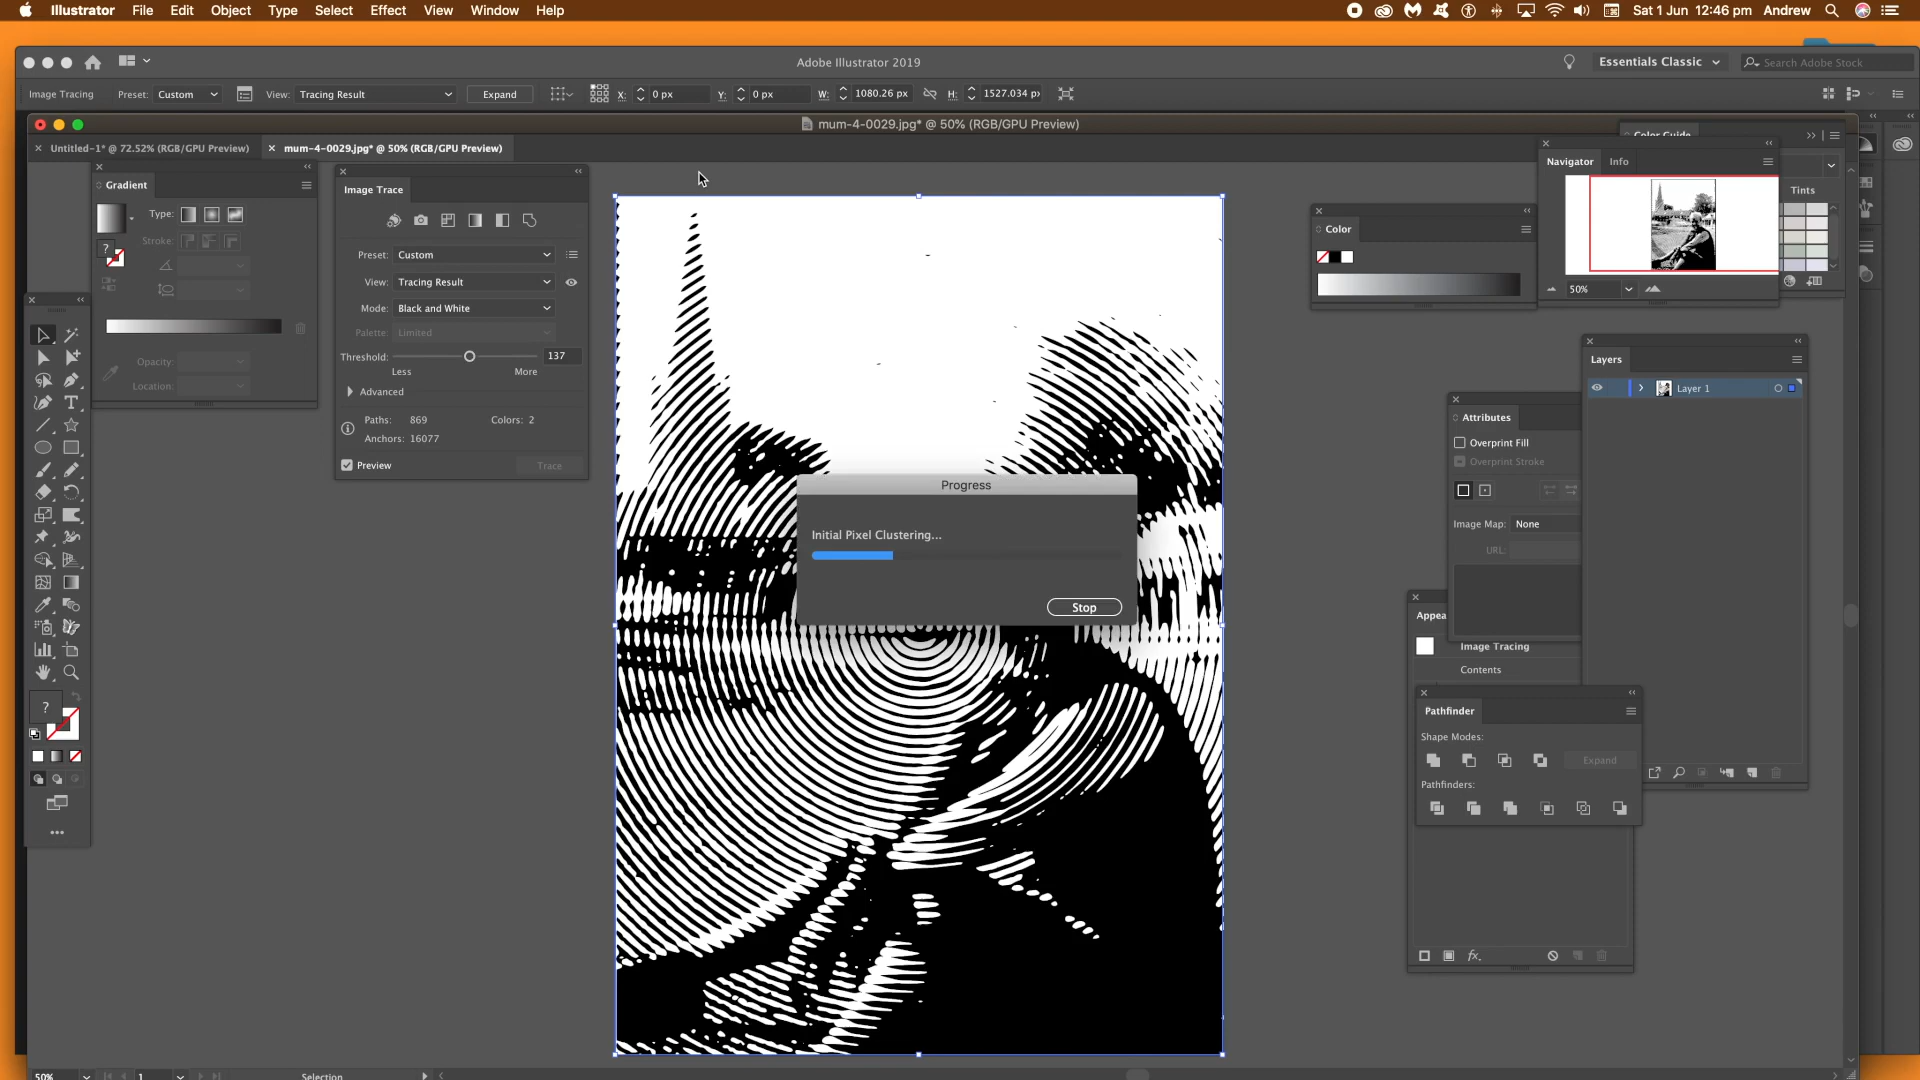 Illustrator File Edit Object Type Select Effect View Window Help
Sat 1 Jun 12:46 pm Andrew
Adobe Illustrator 2019
Essentials Classic
Search Adobe Stock
Image Tracing Preset: Custom View: Tracing Result Expand X: 0 px Y: 0 px W: 1080.26 px H: 1527.034 px
mum-4-0029.jpg* @ 50% (RGB/GPU Preview)
Untitled-1* @ 72.52% (RGB/GPU Preview) mum-4-0029.jpg* @ 50% (RGB/GPU Preview)
Gradient
Type:
Stroke:
Opacity:
Location:
Image Trace
Preset: Custom
View: Tracing Result
Mode: Black and White
Palette: Limited
Threshold: 137
Less More
Advanced
Paths: 869 Colors: 2
Anchors: 16077
Preview Trace
Progress
Initial Pixel Clustering...
Stop
Color Guide
Navigator Info
Tints
50%
Color
Layers
Layer 1
Attributes
Overprint Fill
Overprint Stroke
Image Map: None
URL:
Appea
Image Tracing
Contents
Pathfinder
Shape Modes:
Expand
Pathfinders:
fx
?
?
50% 1 Selection